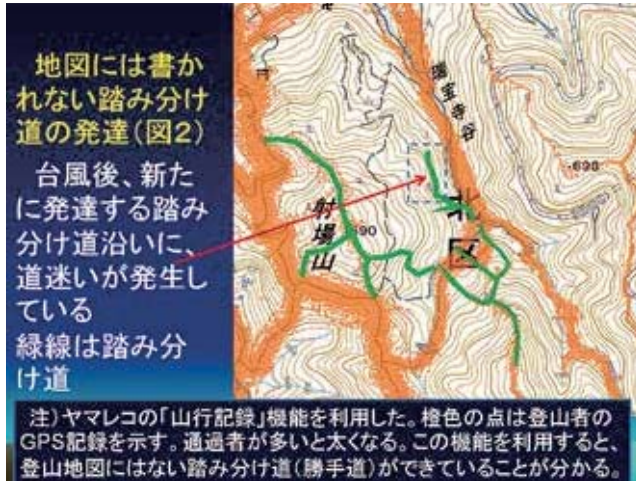 地図には書か
れない踏み分け
道の発達(図2)
台風後、新た
に発達する踏み
分け道沿いに、
道迷いが発生し
ている
緑線は踏み分
け道
698
690
射場山
北
区
注)ヤマレコの「山行記録」機能を利用した。橙色の点は登山者の
GPS記録を示す。通過者が多いと太くなる。この機能を利用すると、
登山地図にはない踏み分け道(勝手道)ができていることが分かる。